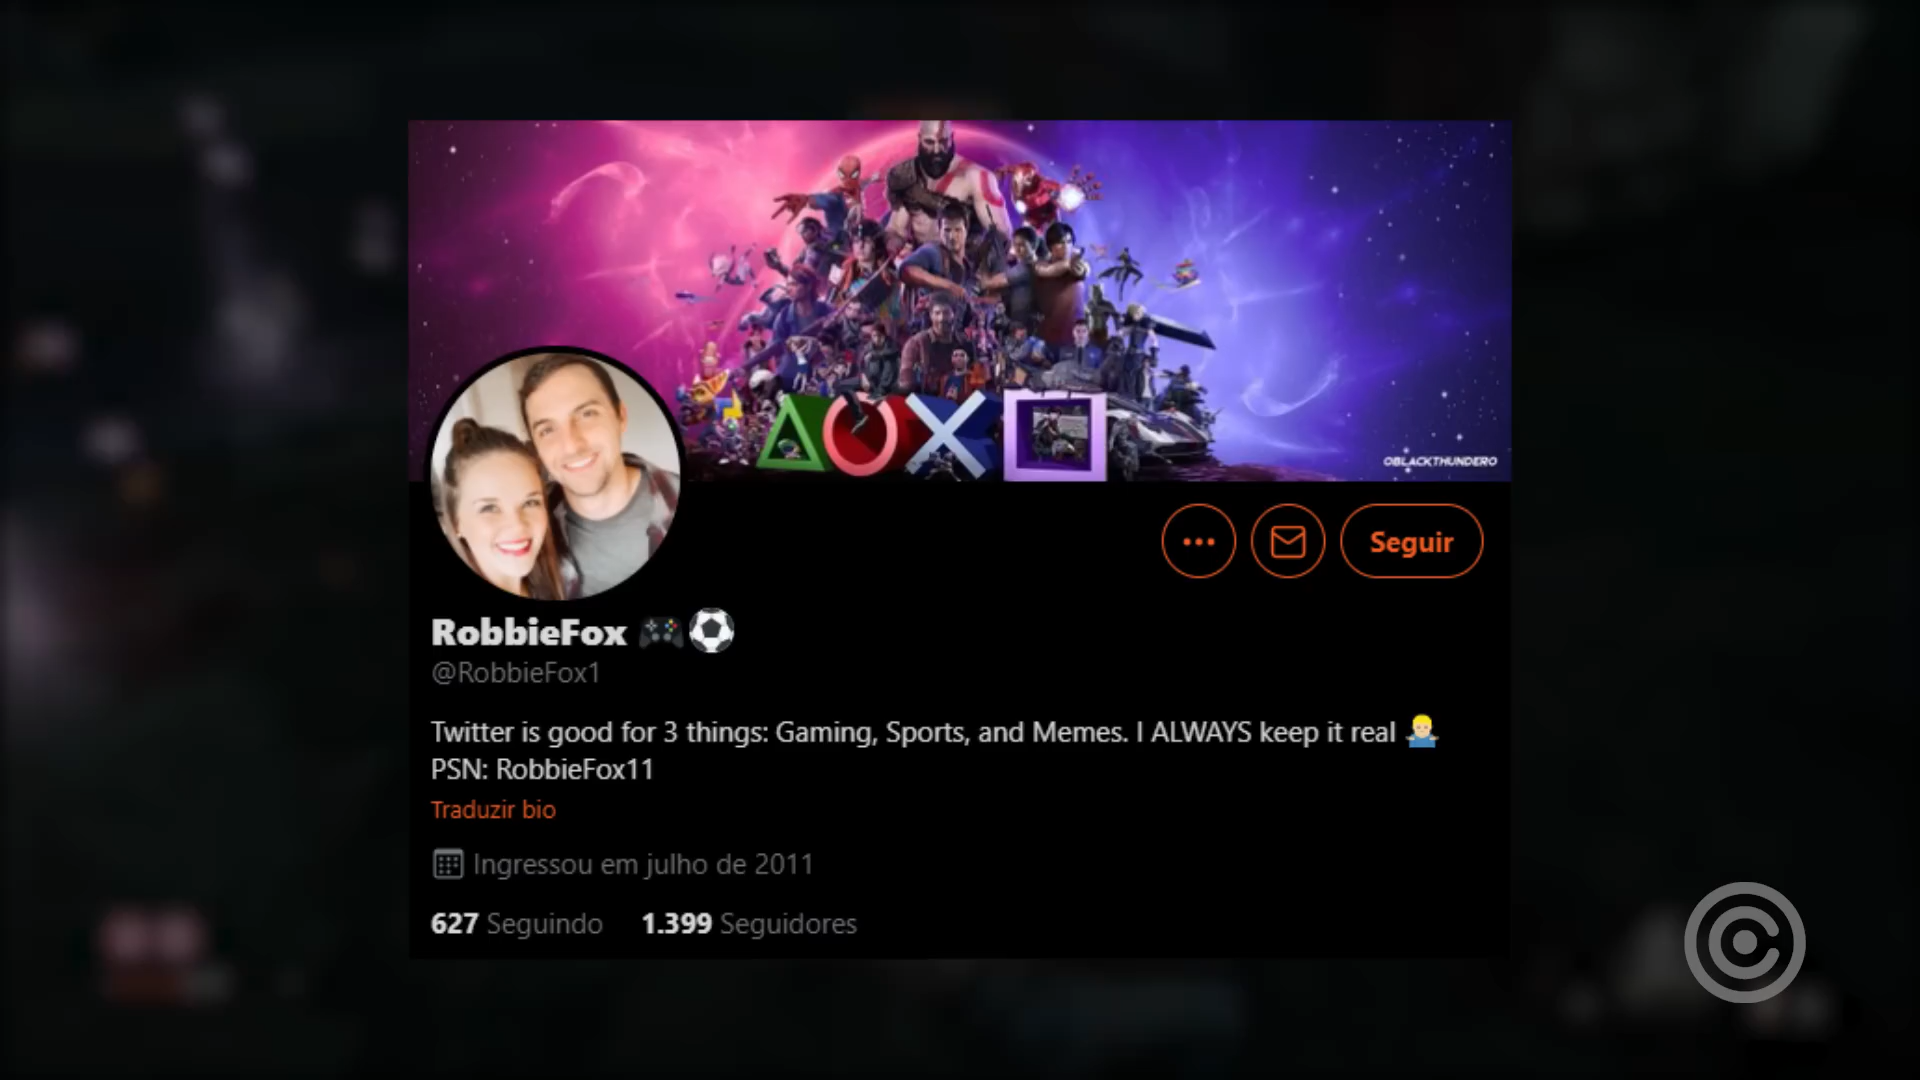 @BLACKTHUNDER0
Seguir
RobbieFox 🎮⚽
@RobbieFox1
Twitter is good for 3 things: Gaming, Sports, and Memes. I ALWAYS keep it real 🤷🏼‍♂️
PSN: RobbieFox11
Traduzir bio
Ingressou em julho de 2011
627 Seguindo 1.399 Seguidores